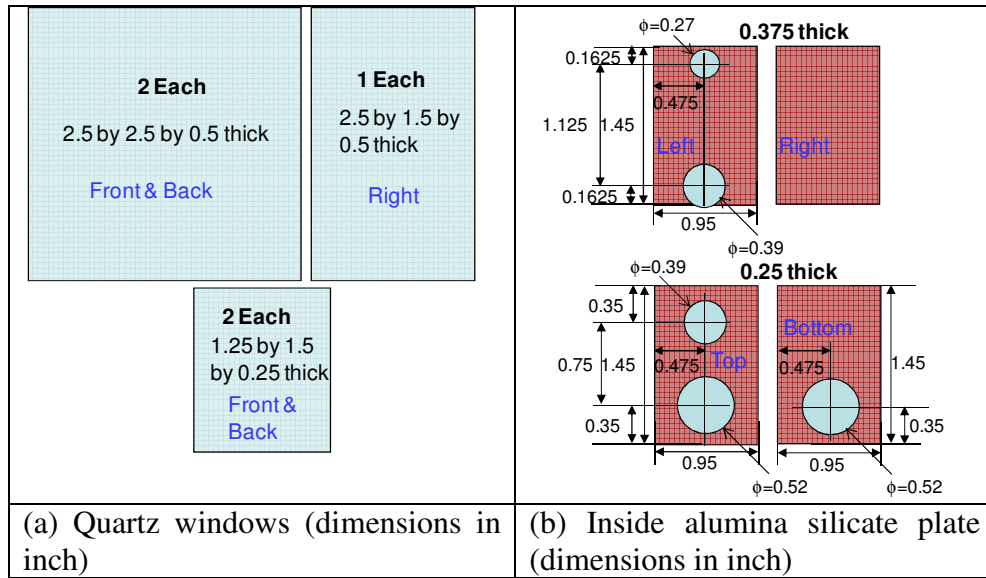 2 Each
2.5 by 2.5 by 0.5 thick
Front & Back
1 Each
2.5 by 1.5 by
0.5 thick
Right
2 Each
1.25 by 1.5
by 0.25 thick
Front &
Back
ϕ=0.27
0.375 thick
0.1625
0.475
1.125
1.45
Left
Right
0.1625
0.95
ϕ=0.39
ϕ=0.39
0.25 thick
0.35
Top
Bottom
0.475
0.475
0.75
1.45
1.45
0.35
0.35
0.95
0.95
ϕ=0.52
ϕ=0.52
(a) Quartz windows (dimensions in
inch)
(b) Inside alumina silicate plate
(dimensions in inch)